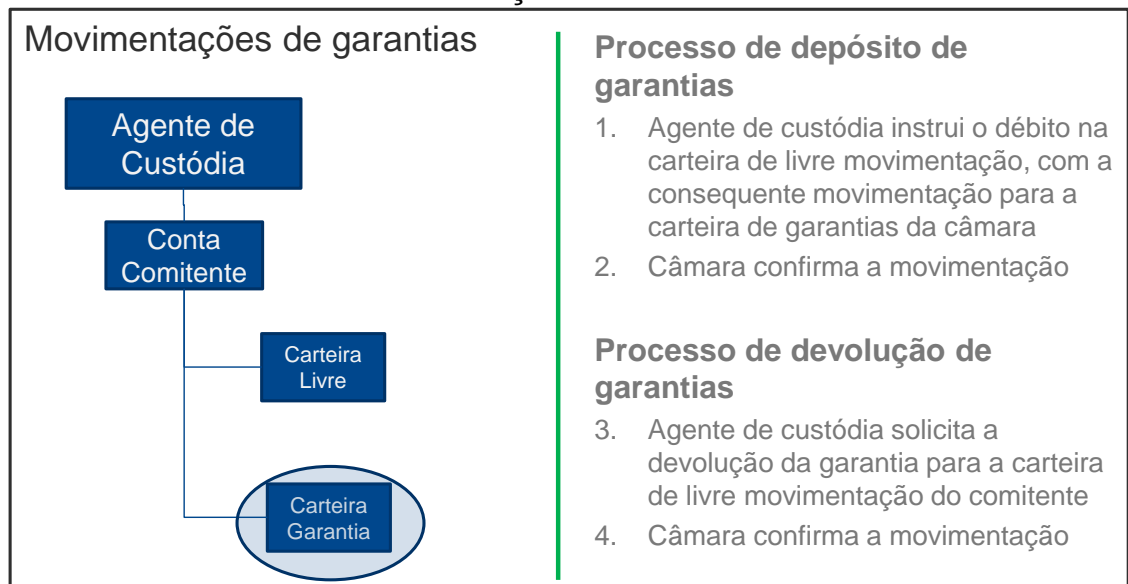 Movimentações de garantias
Agente de
Custódia
Conta
Comitente
Carteira
Livre
Carteira
Garantia
Processo de depósito de
garantias
1. Agente de custódia instrui o débito na
carteira de livre movimentação, com a
consequente movimentação para a
carteira de garantias da câmara
2. Câmara confirma a movimentação
Processo de devolução de
garantias
3. Agente de custódia solicita a
devolução da garantia para a carteira
de livre movimentação do comitente
4. Câmara confirma a movimentação